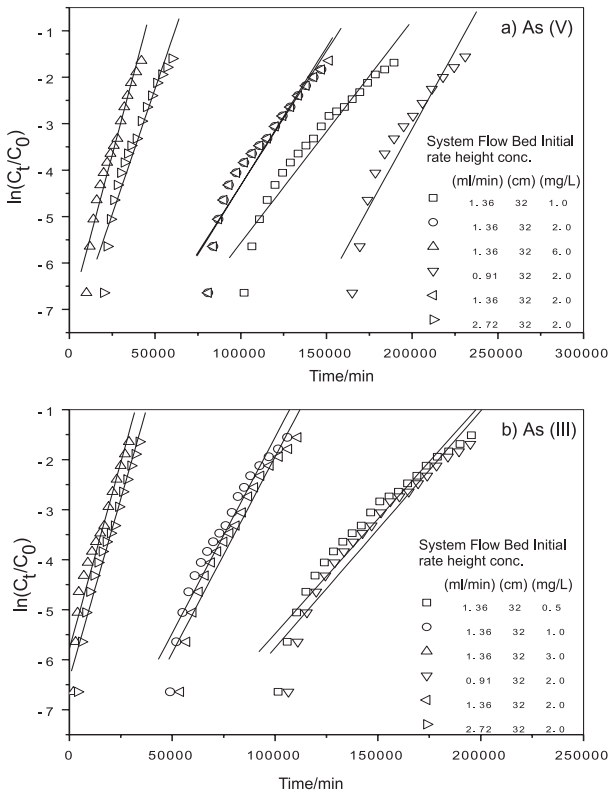 a) As (V)
-1
-2
-3
-4
-5
-6
-7
ln(Ct/C0)
System Flow Bed Initial
rate height conc.
(ml/min) (cm) (mg/L)
1.36 32 1.0
1.36 32 2.0
1.36 32 6.0
0.91 32 2.0
1.36 32 2.0
2.72 32 2.0
0 50000 100000 150000 200000 250000 300000
Time/min
b) As (III)
-1
-2
-3
-4
-5
-6
-7
ln(Ct/C0)
System Flow Bed Initial
rate height conc.
(ml/min) (cm) (mg/L)
1.36 32 0.5
1.36 32 1.0
1.36 32 3.0
0.91 32 2.0
1.36 32 2.0
2.72 32 2.0
0 50000 100000 150000 200000 250000
Time/min